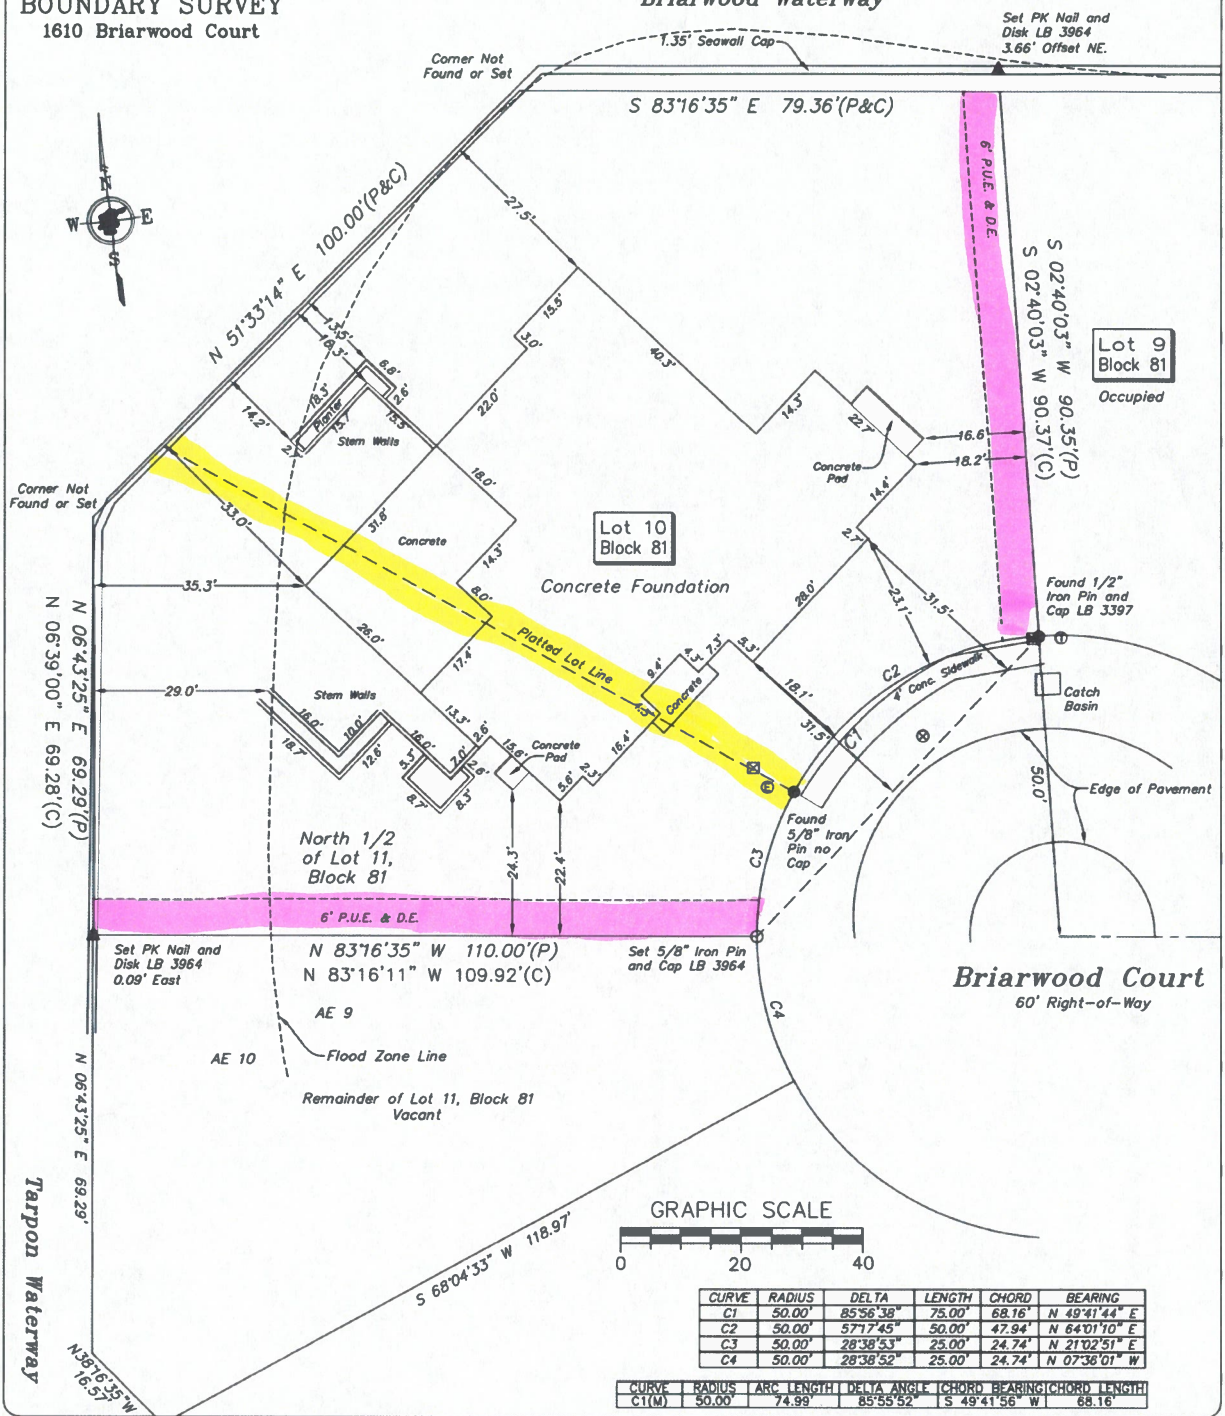 BOUNDARY SURVEY
1610 Briarwood Court
Briarwood Waterway
Set PK Nail and
Disk LB 3964
3.66' Offset NE.
1.35' Seawall Cap
Corner Not
Found or Set
S 83°16'35" E 79.36'(P&C)
N
W E
S
N 51°33'14" E 100.00'(P&C)
6' P.U.E. & D.E.
S 02°40'03" W 90.35'(P)
S 02°40'03" W 90.37'(C)
Lot 9
Block 81
Occupied
27.5'
15.5'
3.0'
40.3'
13.5'
16.3'
6.8'
2.6'
18.3'
Planter
15.7'
15.5'
14.2'
Stem Walls
22.0'
14.3'
22.7'
16.6'
18.2'
Concrete
Pad
14.4'
2.7'
18.0'
Corner Not
Found or Set
33.0'
31.8'
Concrete
14.3'
8.0'
Lot 10
Block 81
Concrete Foundation
35.3'
26.0'
17.4'
28.0'
23.1'
31.5'
Found 1/2"
Iron Pin and
Cap LB 3397
Platted Lot Line
N 06°43'25" E 69.29'(P)
N 06°39'00" E 69.28'(C)
29.0'
Stem Walls
16.0'
18.7'
10.0'
12.6'
16.0'
5.3'
8.7'
8.3'
7.0'
2.6'
2.6'
13.3'
15.6'
Concrete
Pad
5.6'
2.3'
16.4'
4.5'
9.4'
4.3'
7.3'
Concrete
5.3'
18.1'
31.5'
C2
4' Conc. Sidewalk
C1
Catch
Basin
50.0'
Edge of Pavement
Found
5/8" Iron
Pin no
Cap
C3
24.3'
22.4'
North 1/2
of Lot 11,
Block 81
6' P.U.E. & D.E.
Set PK Nail and
Disk LB 3964
0.09' East
N 83°16'35" W 110.00'(P)
N 83°16'11" W 109.92'(C)
Set 5/8" Iron Pin
and Cap LB 3964
Briarwood Court
60' Right-of-Way
C4
AE 9
AE 10
Flood Zone Line
Remainder of Lot 11, Block 81
Vacant
N 06°43'25" E 69.29'
Tarpon Waterway
N38°16'35"W
16.57'
S 68°04'33" W 118.97'
GRAPHIC SCALE
0 20 40
CURVE RADIUS DELTA LENGTH CHORD BEARING
C1 50.00' 85°56'38" 75.00' 68.16' N 49°41'44" E
C2 50.00' 57°17'45" 50.00' 47.94' N 64°01'10" E
C3 50.00' 28°38'53" 25.00' 24.74' N 21°02'51" E
C4 50.00' 28°38'52" 25.00' 24.74' N 07°36'01" W
CURVE RADIUS ARC LENGTH DELTA ANGLE CHORD BEARING CHORD LENGTH
C1(M) 50.00' 74.99' 85°55'52" S 49°41'56" W 68.16'